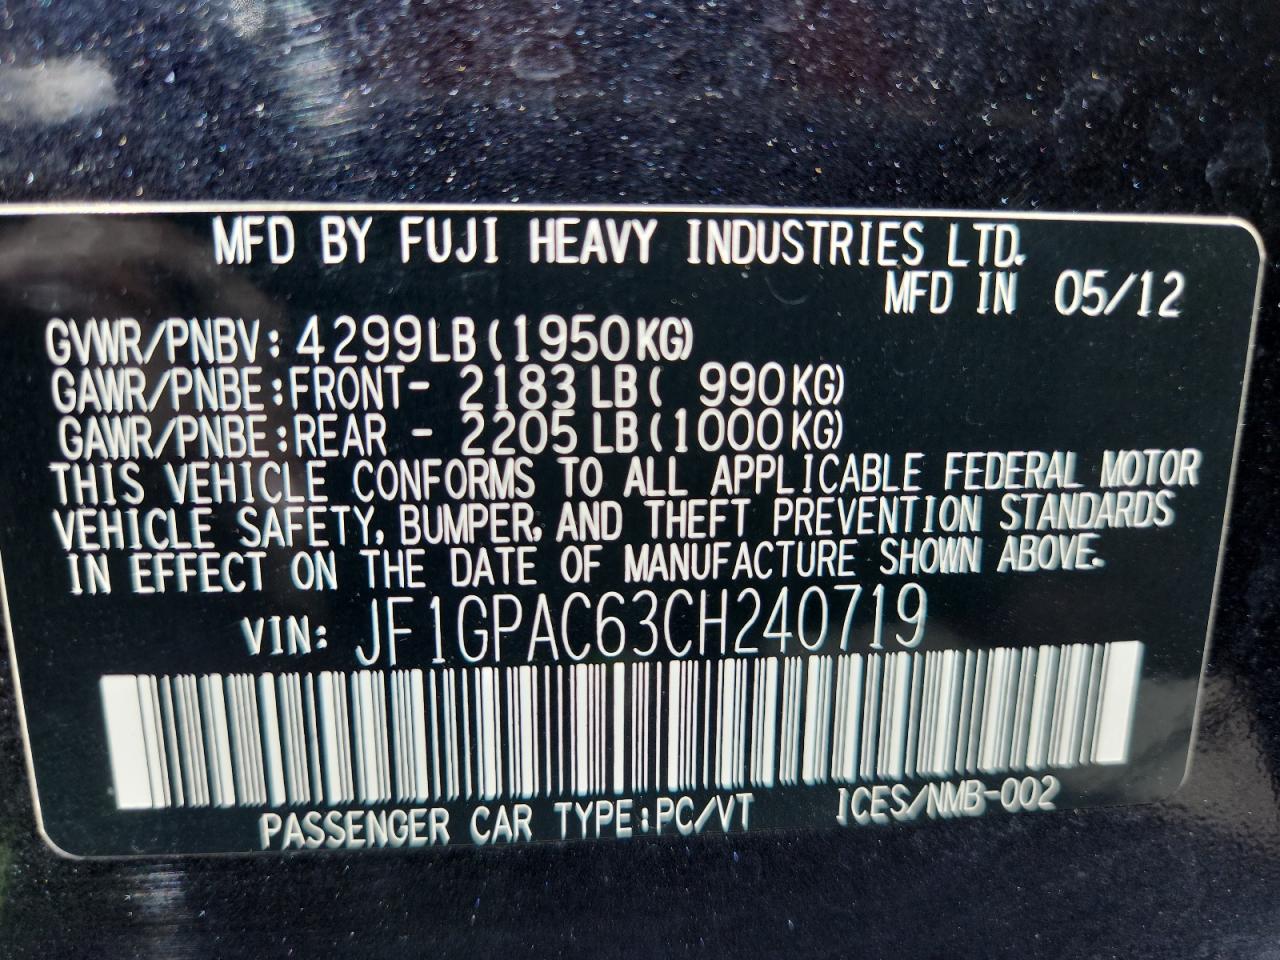 MFD BY FUJI HEAVY INDUSTRIES LTD.
MFD IN 05/12
GVWR/PNBV: 4299LB(1950KG)
GAWR/PNBE:FRONT- 2183LB( 990KG)
GAWR/PNBE:REAR - 2205LB(1000KG)
THIS VEHICLE CONFORMS TO ALL APPLICABLE FEDERAL MOTOR
VEHICLE SAFETY, BUMPER, AND THEFT PREVENTION STANDARDS
IN EFFECT ON THE DATE OF MANUFACTURE SHOWN ABOVE.
VIN: JF1GPAC63CH240719
PASSENGER CAR TYPE:PC/VT ICES/NMB-002